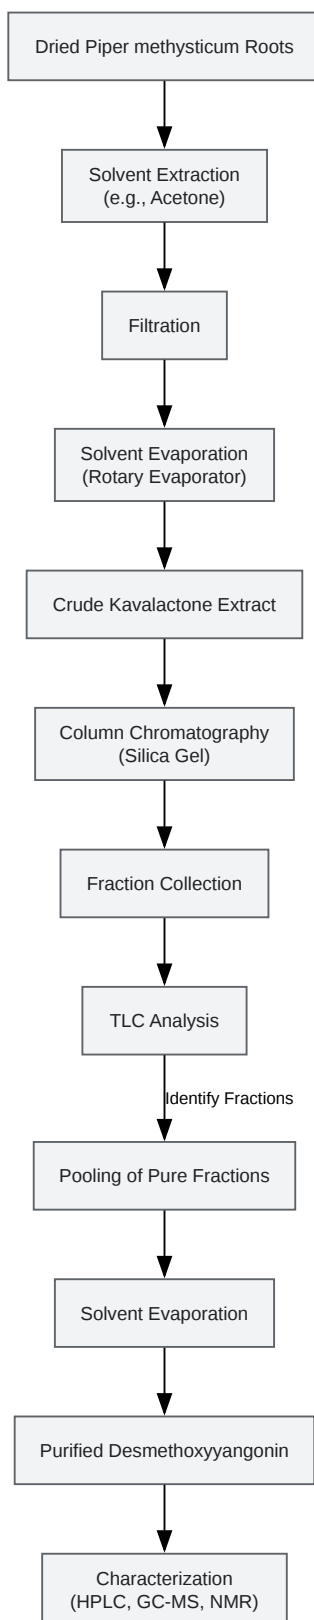 Dried Piper methysticum Roots
Solvent Extraction
(e.g., Acetone)
Filtration
Solvent Evaporation
(Rotary Evaporator)
Crude Kavalactone Extract
Column Chromatography
(Silica Gel)
Fraction Collection
TLC Analysis
Identify Fractions
Pooling of Pure Fractions
Solvent Evaporation
Purified Desmethoxyyangonin
Characterization
(HPLC, GC-MS, NMR)